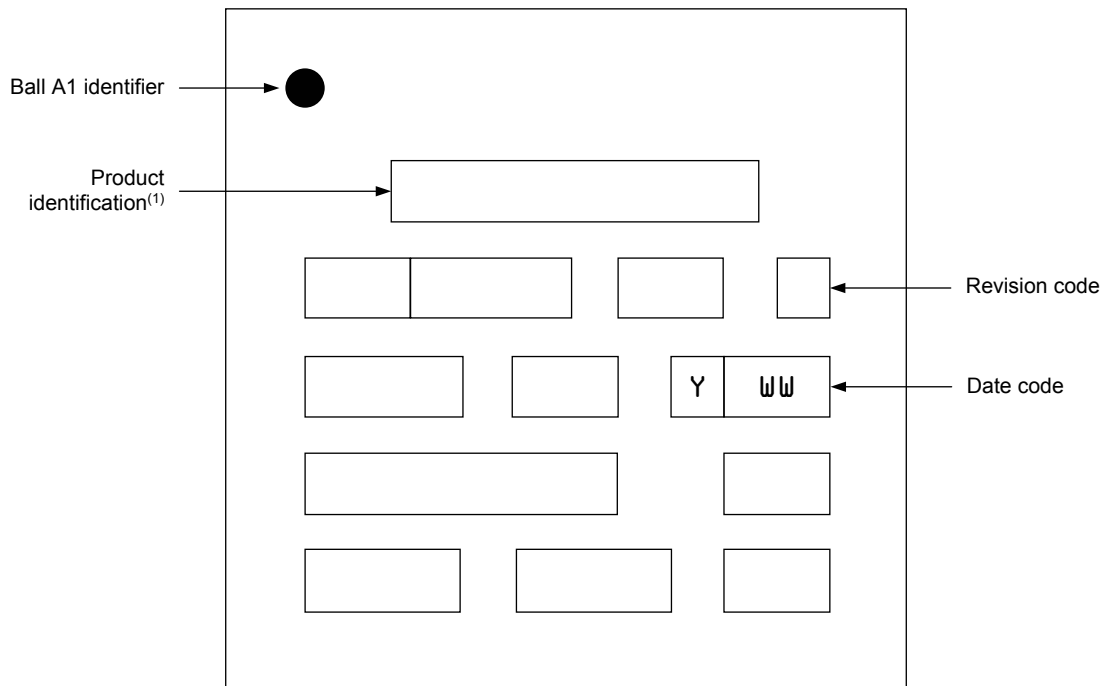 Ball A1 identifier
Product
identification(1)
Revision code
Y WW
Date code